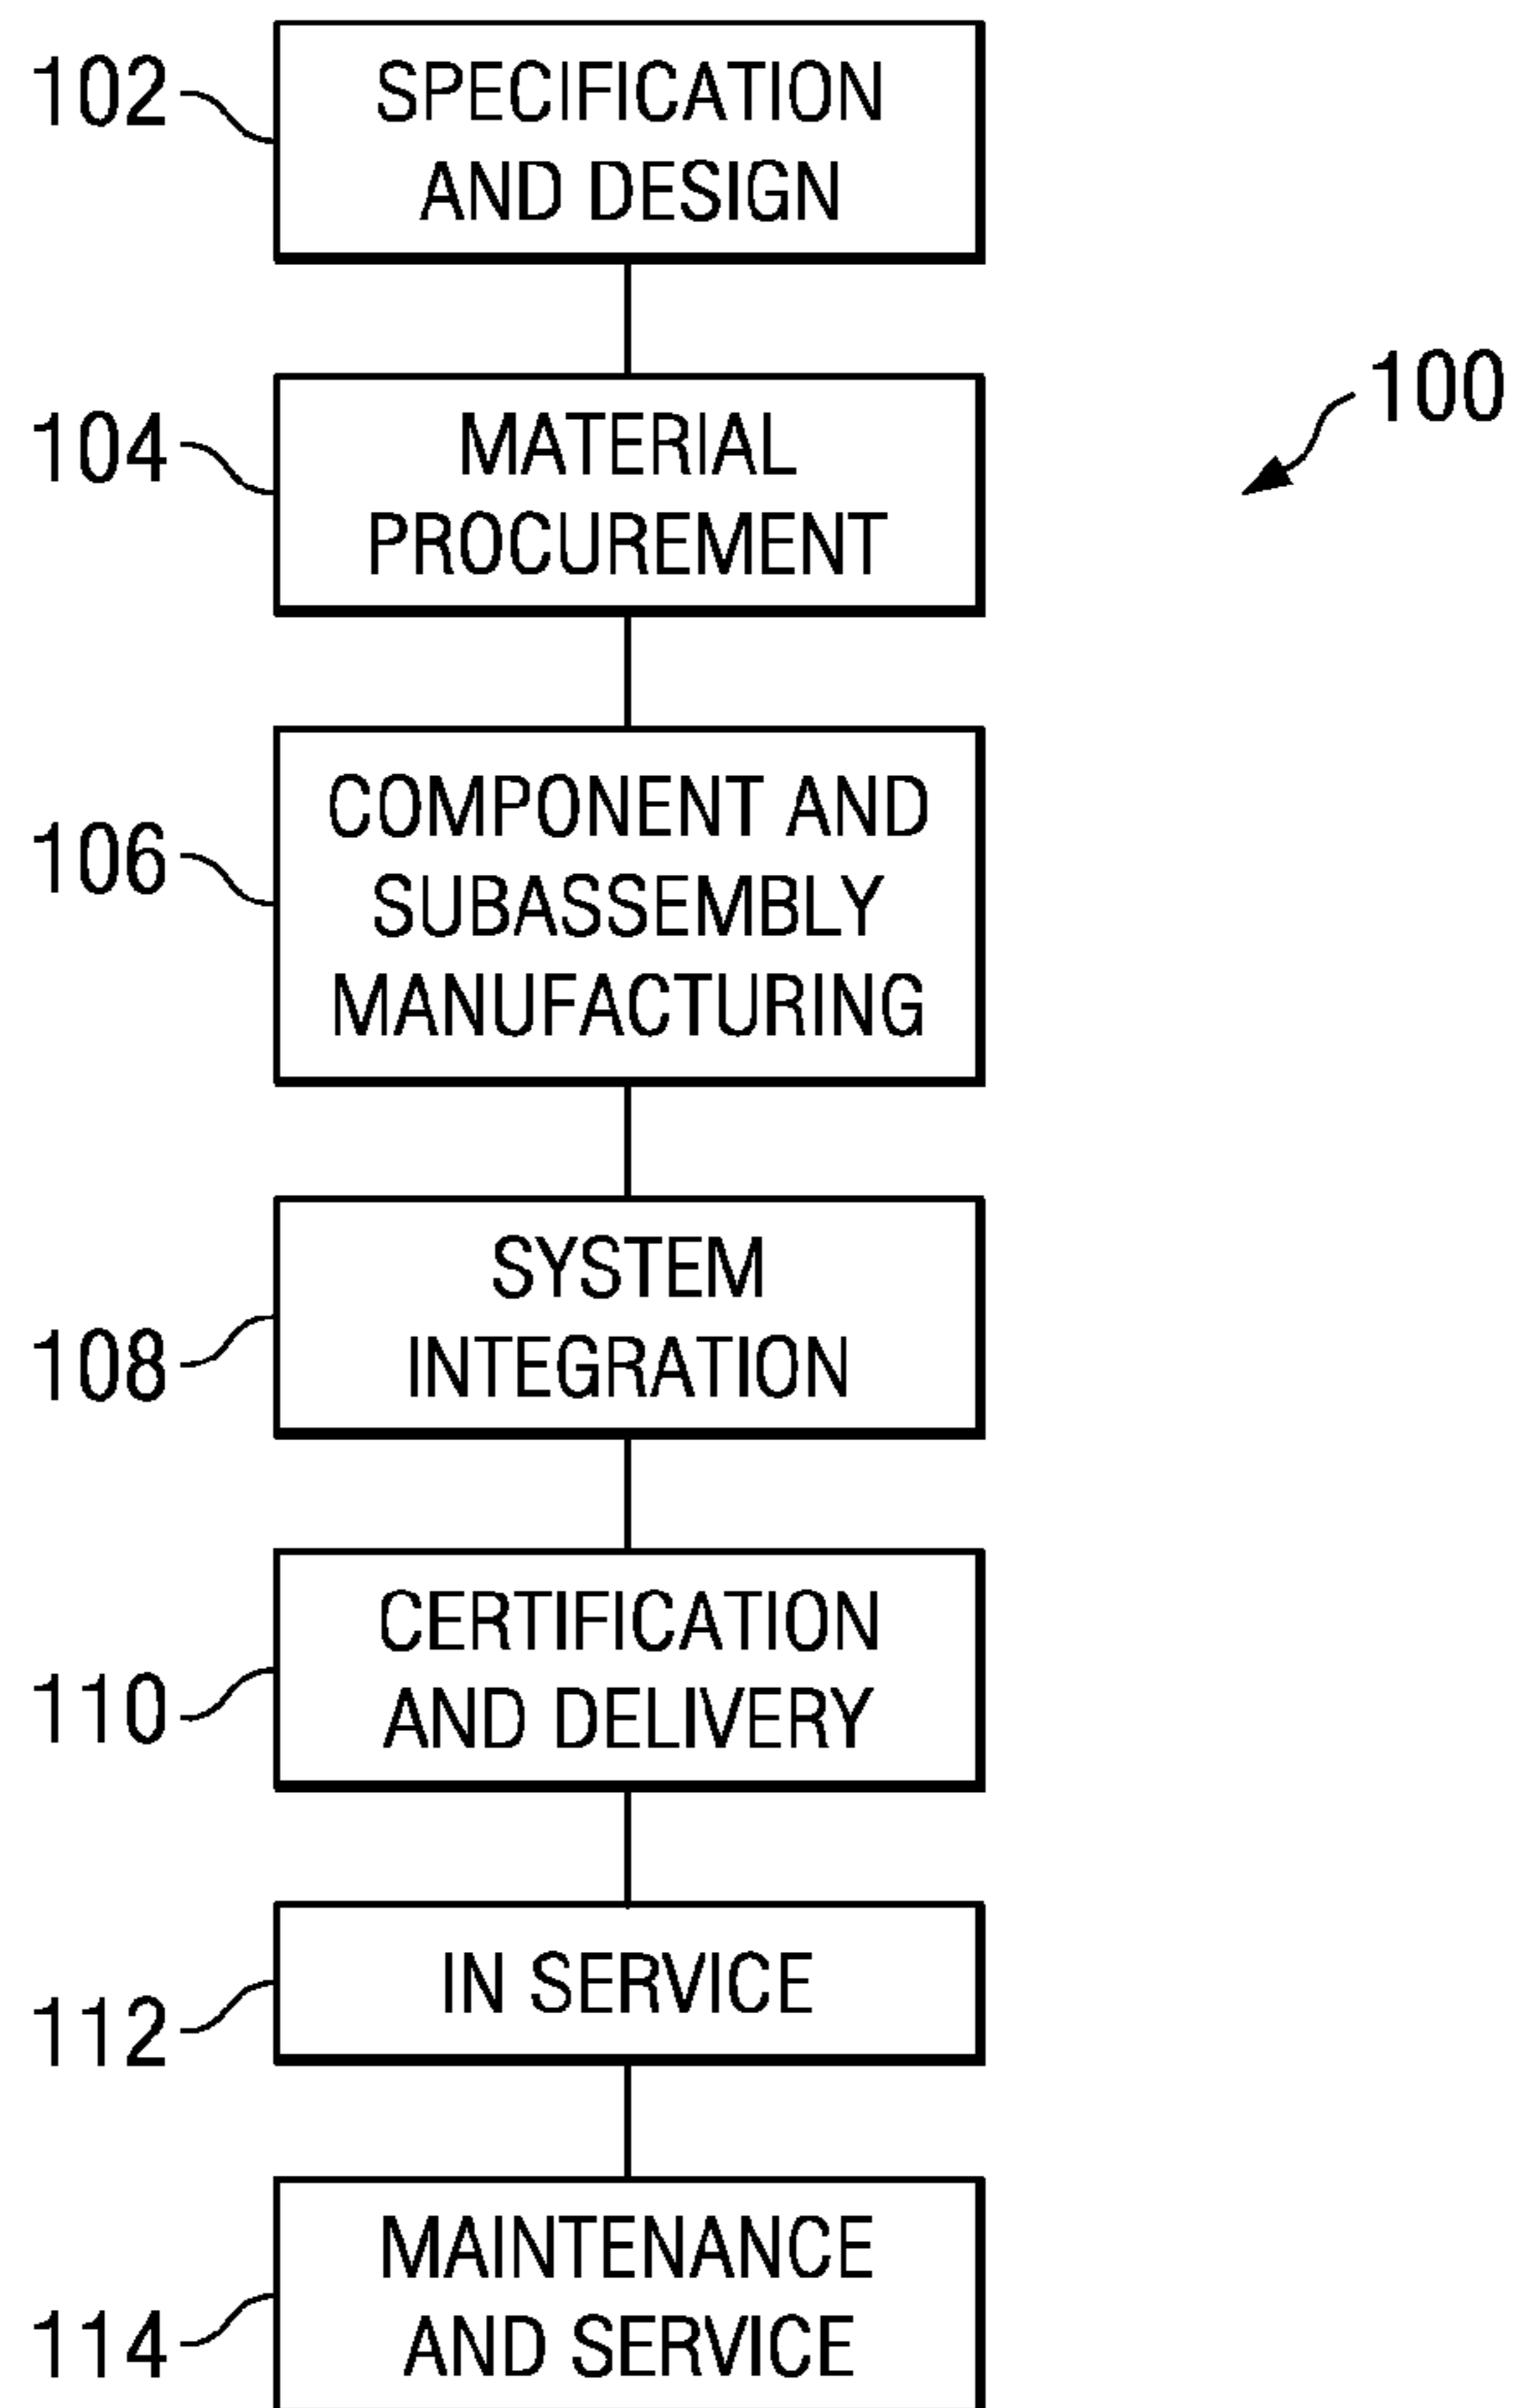 102
SPECIFICATION
AND DESIGN
100
104
MATERIAL
PROCUREMENT
106
COMPONENT AND
SUBASSEMBLY
MANUFACTURING
108
SYSTEM
INTEGRATION
110
CERTIFICATION
AND DELIVERY
112
IN SERVICE
114
MAINTENANCE
AND SERVICE